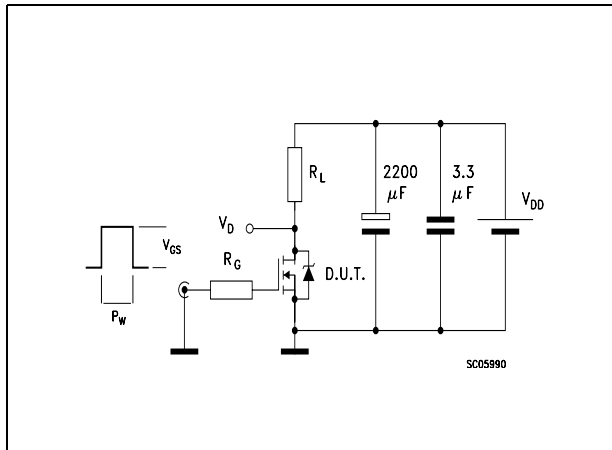 R_L
2200
μF
3.3
μF
V_DD
V_D
V_GS
R_G
D.U.T.
P_W
SC05990